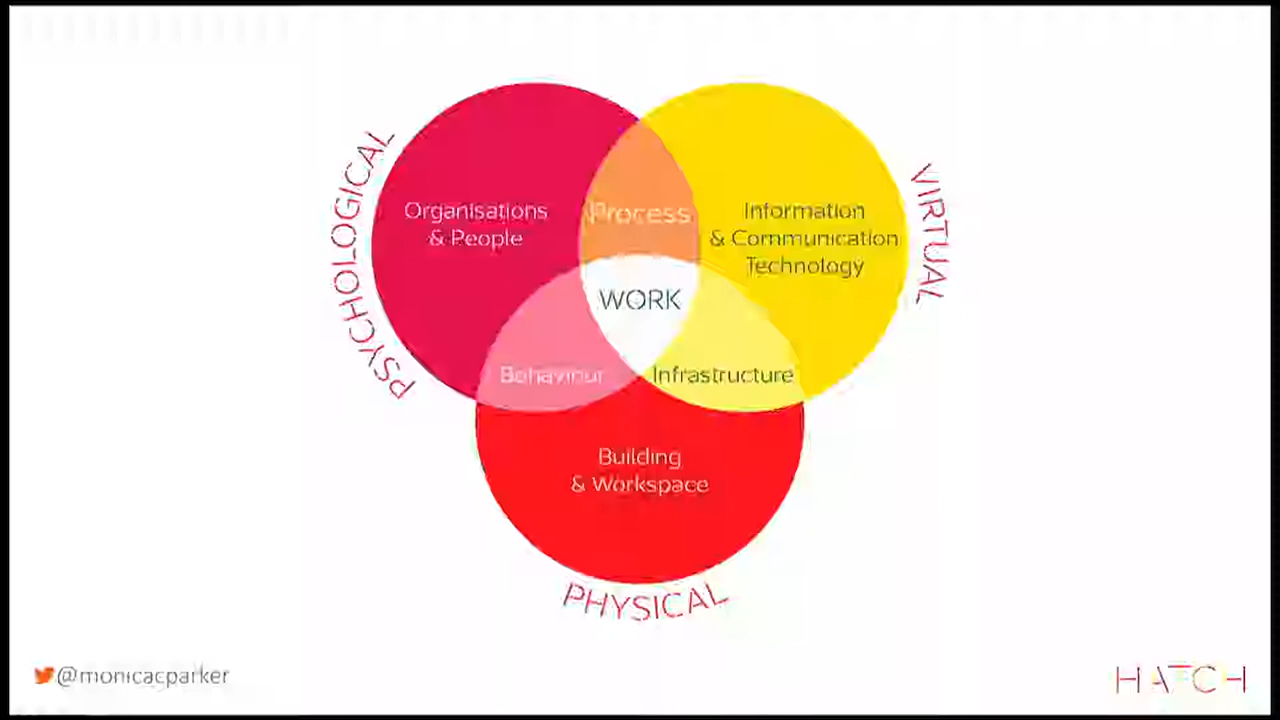 PSYCHOLOGICAL
VIRTUAL
Organisations
& People
Process
Information
& Communication
Technology
WORK
Behaviour
Infrastructure
Building
& Workspace
PHYSICAL
@monicacparker
HATCH